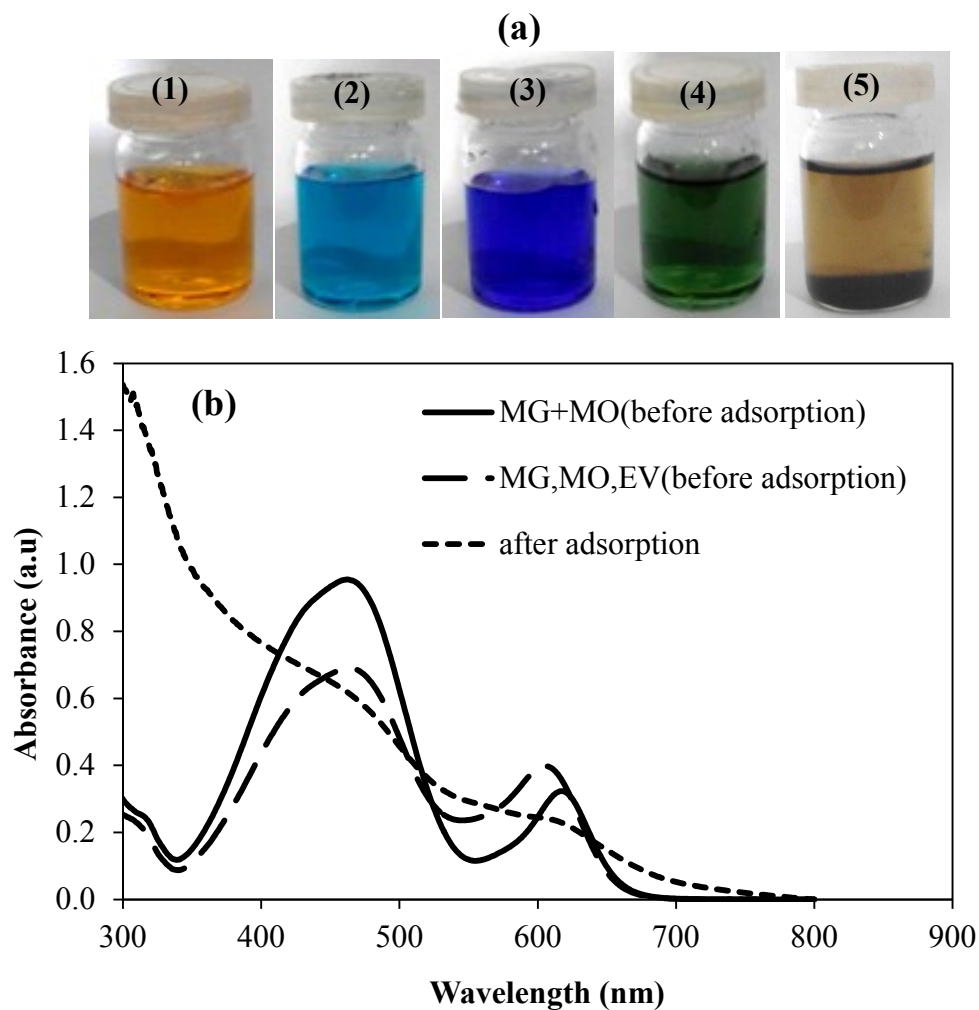 (a)
(1) (2) (3) (4) (5)
(b)
MG+MO(before adsorption)
MG,MO,EV(before adsorption)
after adsorption
Absorbance (a.u)
1.6
1.4
1.2
1.0
0.8
0.6
0.4
0.2
0.0
300 400 500 600 700 800 900
Wavelength (nm)